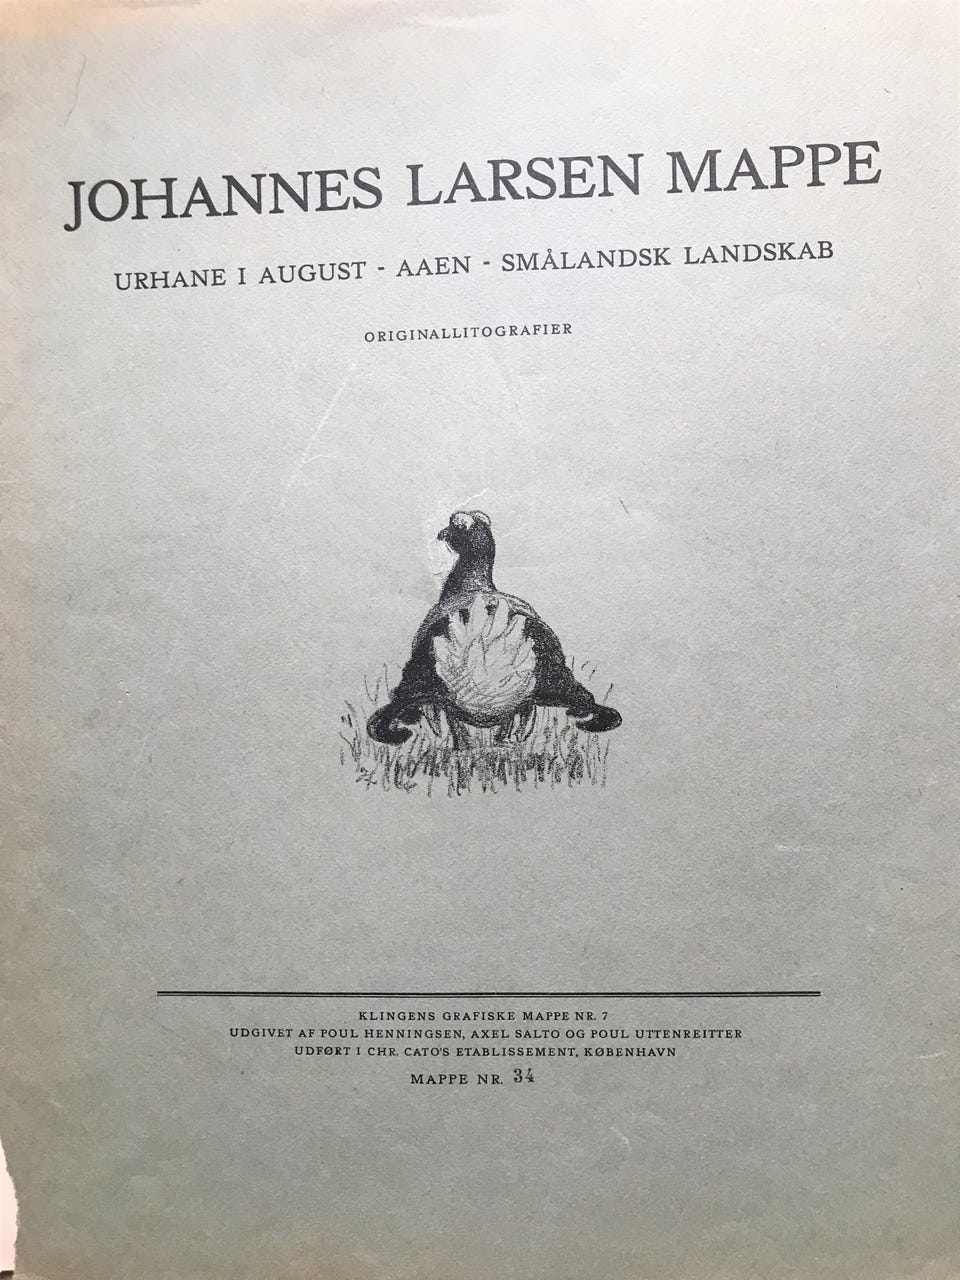 JOHANNES LARSEN MAPPE
URHANE I AUGUST - AAEN - SMÅLANDSK LANDSKAB
ORIGINALLITOGRAFIER
KLINGENS GRAFISKE MAPPE NR. 7
UDGIVET AF POUL HENNINGSEN, AXEL SALTO OG POUL UTTENREITTER
UDFØRT I CHR. CATO'S ETABLISSEMENT, KØBENHAVN
MAPPE NR. 34